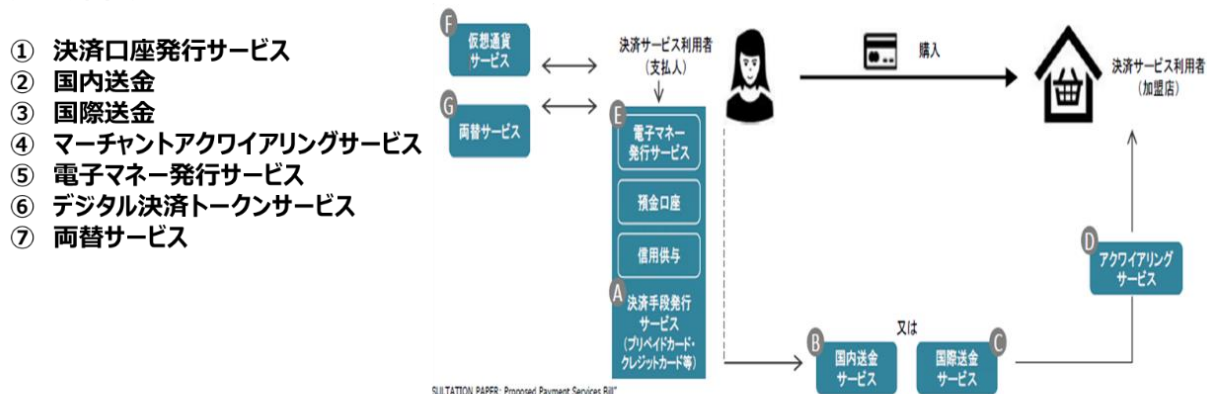 ① 決済口座発行サービス
② 国内送金
③ 国際送金
④ マーチャントアクワイアリングサービス
⑤ 電子マネー発行サービス
⑥ デジタル決済トークンサービス
⑦ 両替サービス
F
仮想通貨
サービス
G
両替サービス
決済サービス利用者
(支払人)
E
電子マネー
発行サービス
預金口座
信用供与
A
決済手段発行
サービス
(プリペイドカード・
クレジットカード等)
購入
決済サービス利用者
(加盟店)
D
アクワイアリング
サービス
又は
B
国内送金
サービス
国際送金
サービス
C
SULTATION PAPER: Proposed Payment Services Bill"